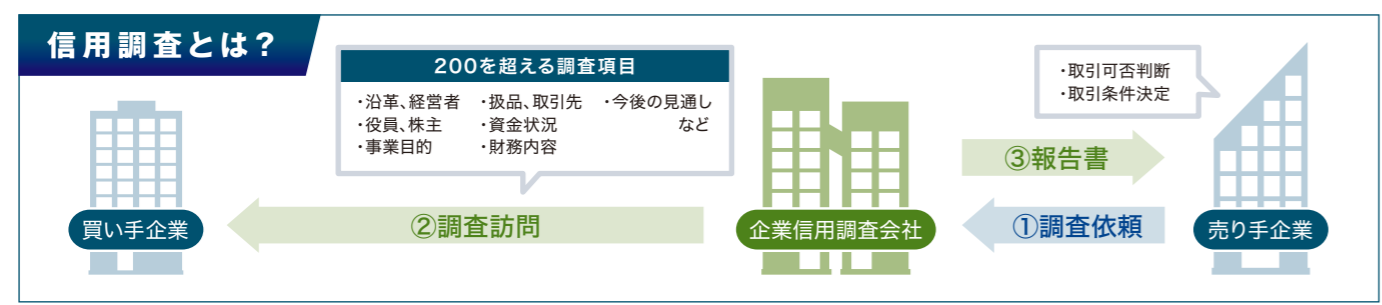 信用調査とは？
200を超える調査項目
・沿革、経営者
・役員、株主
・事業目的
・扱品、取引先
・資金状況
・財務内容
・今後の見通し
など
・取引可否判断
・取引条件決定
③報告書
②調査訪問
①調査依頼
買い手企業
企業信用調査会社
売り手企業